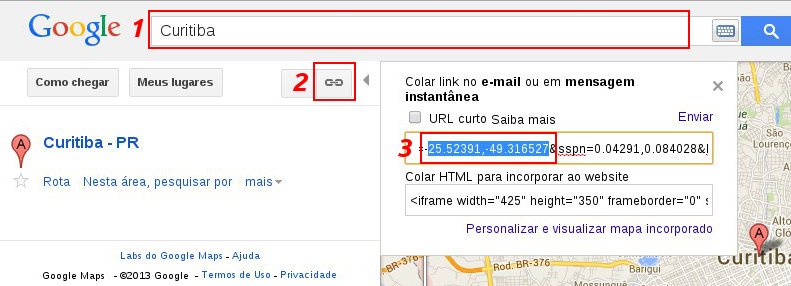 Google
1
Curitiba
Como chegar
Meus lugares
2
Colar link no e-mail ou em mensagem
instantânea
URL curto Saiba mais
Enviar
3
=-25.52391,-49.316527&sspn=0.04291,0.084028&
Colar HTML para incorporar ao website
<iframe width="425" height="350" frameborder="0" s
Personalizar e visualizar mapa incorporado
A
Curitiba - PR
Rota Nesta área, pesquisar por mais
Labs do Google Maps - Ajuda
Google Maps - ©2013 Google - Termos de Uso - Privacidade
São
Lourenço
A
Curitiba
BR-376
Rod. BR-376
Barigui